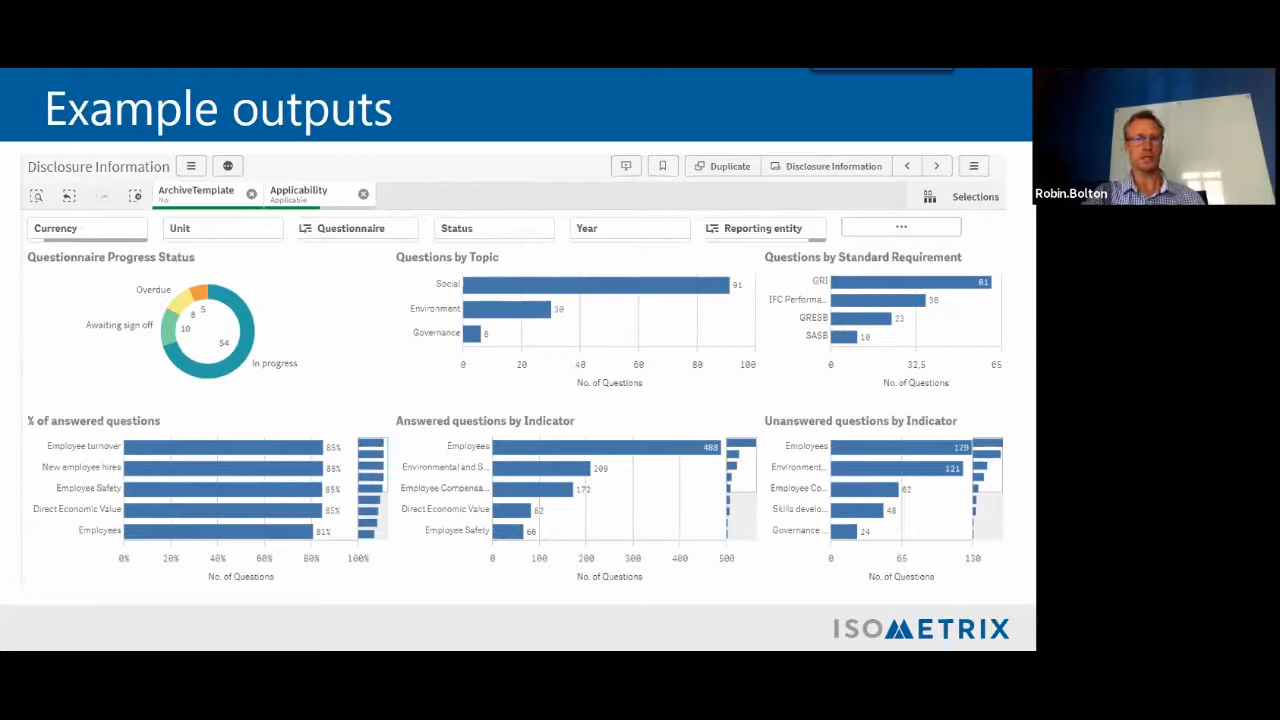 Example outputs
Robin.Bolton
Disclosure Information
Duplicate
Disclosure Information
ArchiveTemplate
No
Applicability
Applicable
Selections
Currency
Unit
Questionnaire
Status
Year
Reporting entity
...
Questionnaire Progress Status
Overdue
Awaiting sign off
In progress
5
8
10
54
Questions by Topic
Social 91
Environment 30
Governance 6
0 20 40 60 80 100
No. of Questions
Questions by Standard Requirement
GRI 61
IFC Performa... 36
GRESB 23
SASB 10
0 32,5 65
No. of Questions
% of answered questions
Employee turnover 85%
New employee hires 85%
Employee Safety 85%
Direct Economic Value 85%
Employees 81%
0% 20% 40% 60% 80% 100%
No. of Questions
Answered questions by Indicator
Employees 488
Environmental and S... 209
Employee Compensa... 172
Direct Economic Value 82
Employee Safety 66
0 100 200 300 400 500
No. of Questions
Unanswered questions by Indicator
Employees 129
Environment... 121
Employee Co... 62
Skills develo... 48
Governance ... 24
0 65 130
No. of Questions
ISOMETRIX